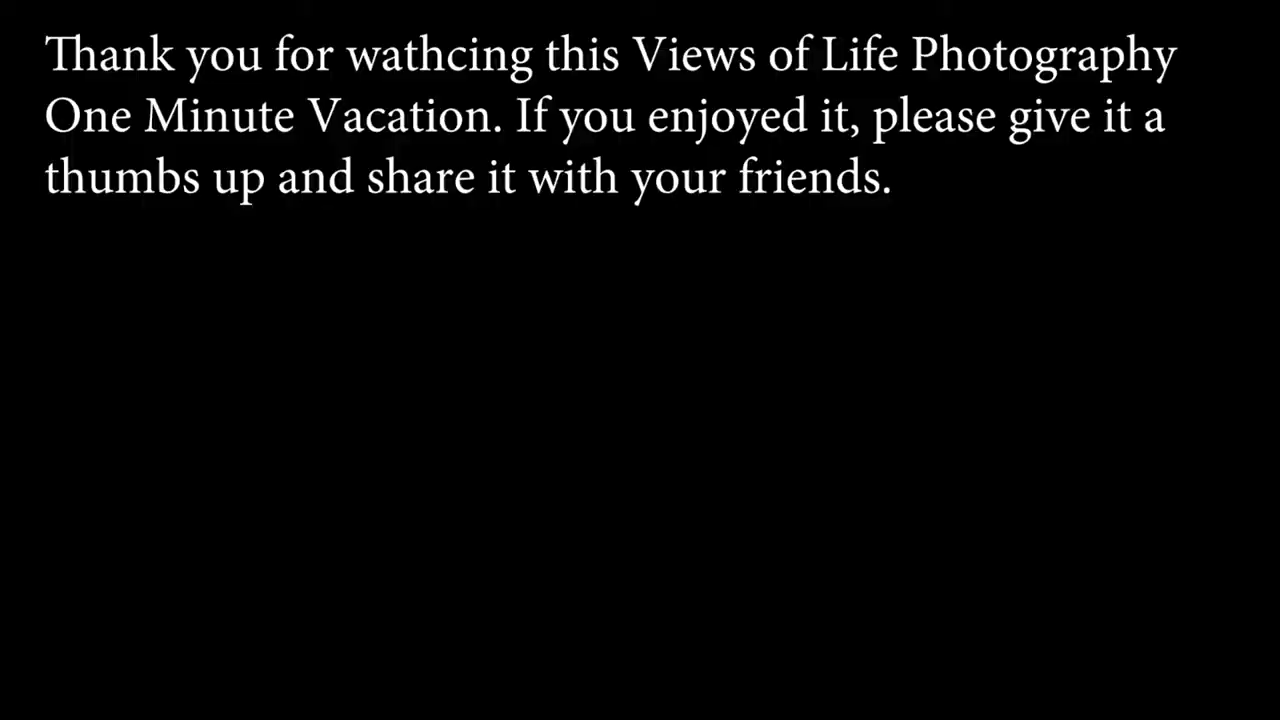 Thank you for wathcing this Views of Life Photography
One Minute Vacation. If you enjoyed it, please give it a
thumbs up and share it with your friends.